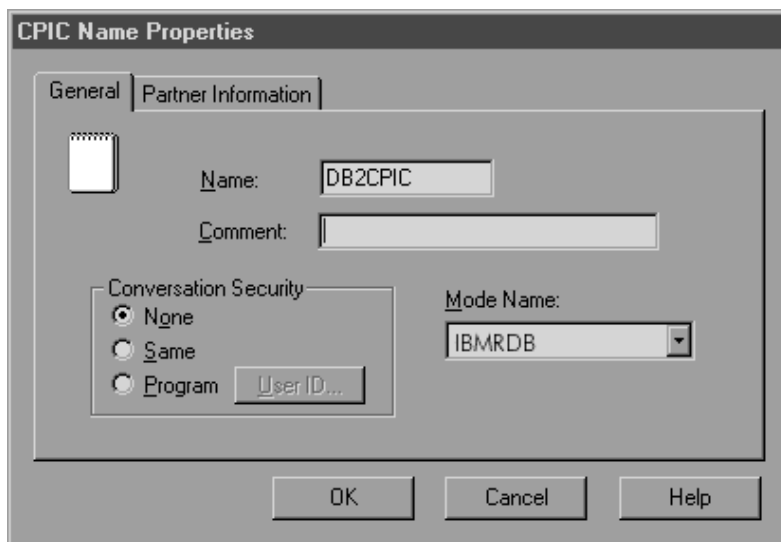 CPIC Name Properties
General
Partner Information
Name:
DB2CPIC
Comment:
Conversation Security
None
Same
Program
User ID...
Mode Name:
IBMRDB
OK
Cancel
Help